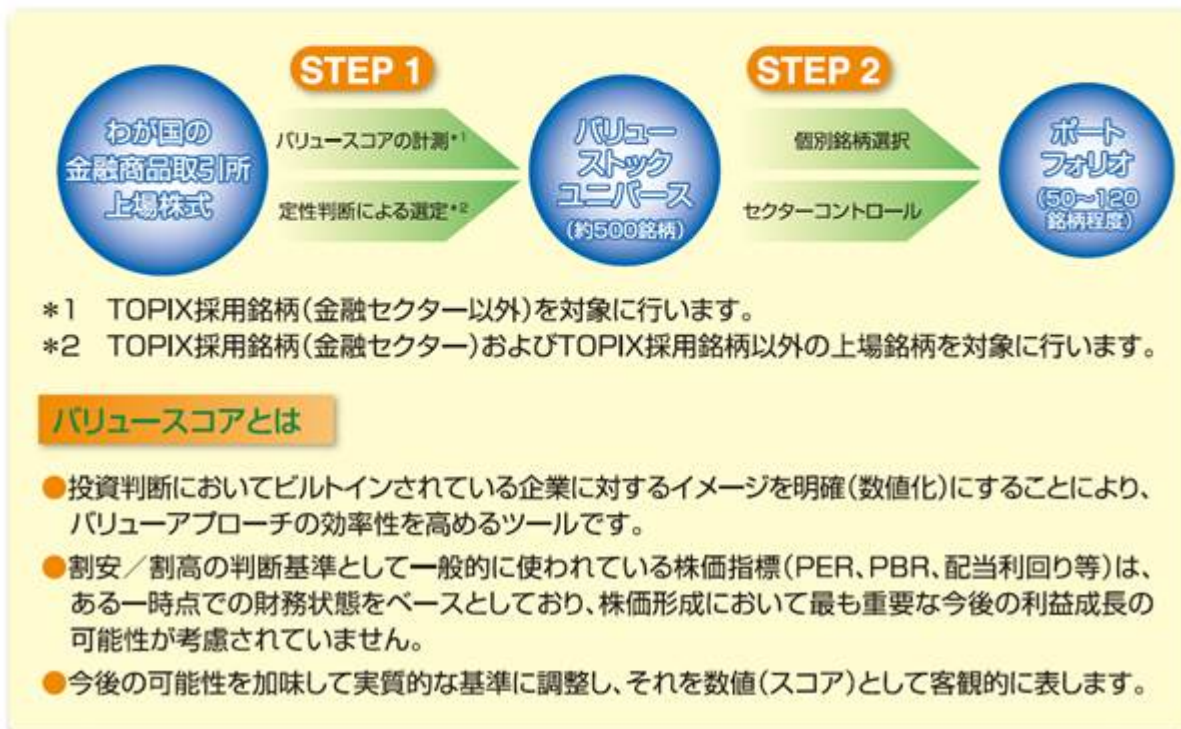 STEP 1
STEP 2
わが国の
金融商品取引所
上場株式
バリュースコアの計測*1
定性判断による選定*2
バリュー
ストック
ユニバース
(約500銘柄)
個別銘柄選択
セクターコントロール
ポート
フォリオ
(50～120
銘柄程度)
*1 TOPIX採用銘柄(金融セクター以外)を対象に行います。
*2 TOPIX採用銘柄(金融セクター)およびTOPIX採用銘柄以外の上場銘柄を対象に行います。
バリュースコアとは
●投資判断においてビルトインされている企業に対するイメージを明確(数値化)にすることにより、
バリューアプローチの効率性を高めるツールです。
●割安／割高の判断基準として一般的に使われている株価指標(PER、PBR、配当利回り等)は、
ある一時点での財務状態をベースとしており、株価形成において最も重要な今後の利益成長の
可能性が考慮されていません。
●今後の可能性を加味して実質的な基準に調整し、それを数値(スコア)として客観的に表します。